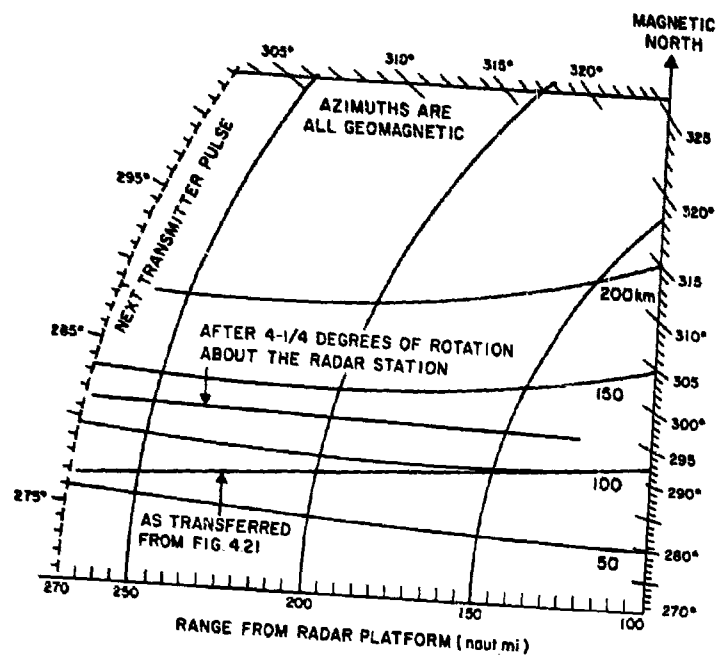 MAGNETIC
NORTH
305°
310°
315°
320°
AZIMUTHS ARE
ALL GEOMAGNETIC
325
295°
NEXT TRANSMITTER PULSE
320°
315
200km
310°
285°
AFTER 4-1/4 DEGREES OF ROTATION
ABOUT THE RADAR STATION
305
150
300°
295
100
290°
275°
AS TRANSFERRED
FROM FIG. 4.21
50
280°
270°
270
250
200
150
100
RANGE FROM RADAR PLATFORM (naut mi)